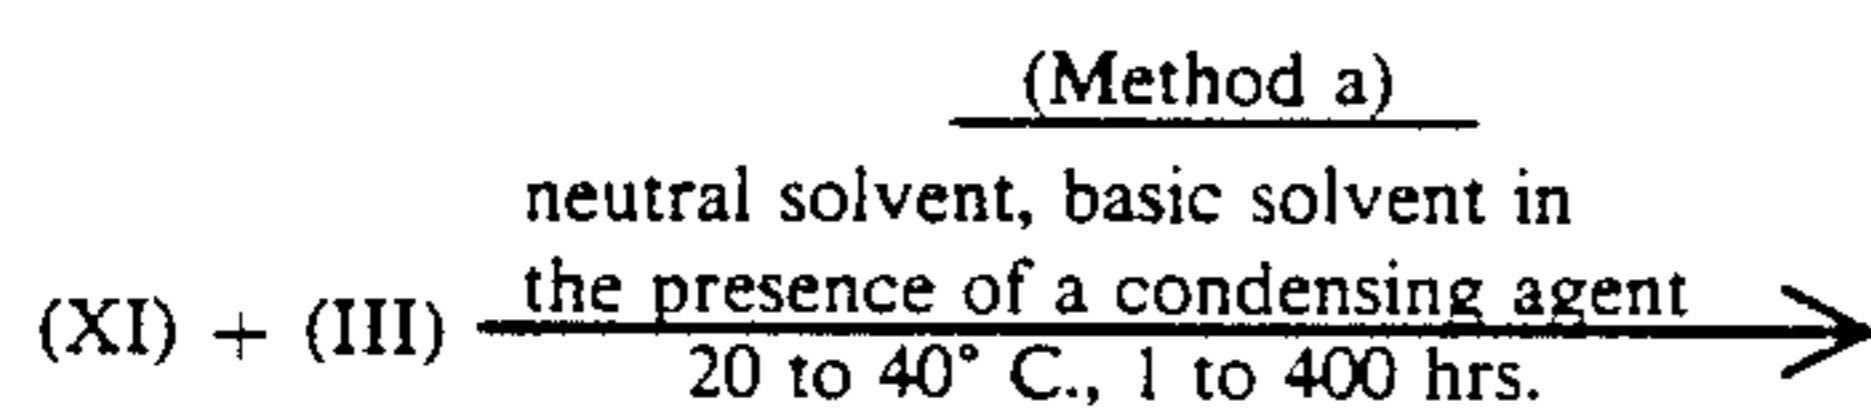 (Method a)
neutral solvent, basic solvent in
the presence of a condensing agent
(XI) + (III)
20 to 40° C., 1 to 400 hrs.